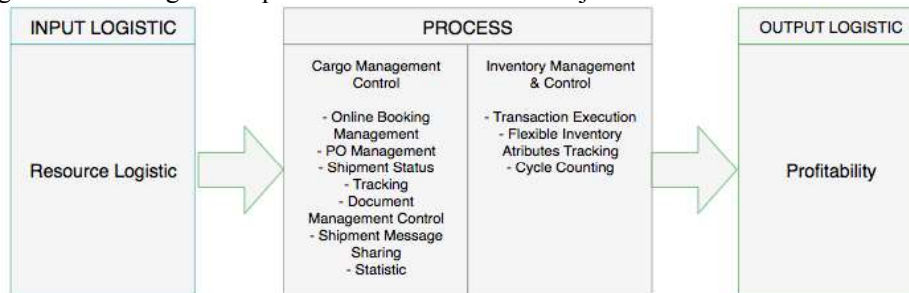 INPUT LOGISTIC
Resource Logistic
PROCESS
Cargo Management
Control
- Online Booking
Management
- PO Management
- Shipment Status
- Tracking
- Document
Management Control
- Shipment Message
Sharing
- Statistic
Inventory Management
& Control
- Transaction Execution
- Flexible Inventory
Atributes Tracking
- Cycle Counting
OUTPUT LOGISTIC
Profitability